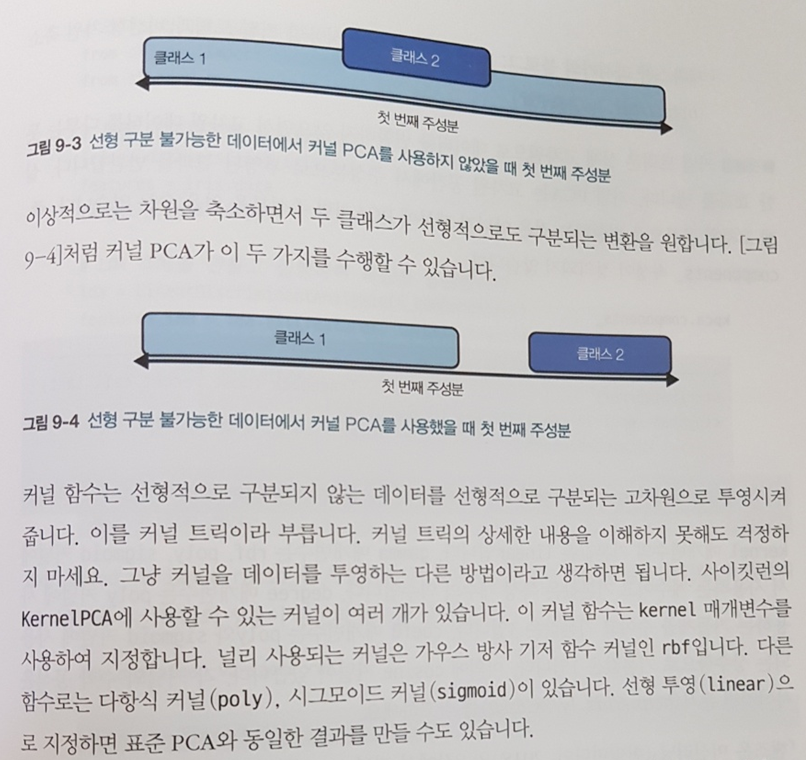 클래스 1
클래스 2
첫 번째 주성분
그림 9-3 선형 구분 불가능한 데이터에서 커널 PCA를 사용하지 않았을 때 첫 번째 주성분
이상적으로는 차원을 축소하면서 두 클래스가 선형적으로도 구분되는 변환을 원합니다. [그림
9-4]처럼 커널 PCA가 이 두 가지를 수행할 수 있습니다.
클래스 1
클래스 2
첫 번째 주성분
그림 9-4 선형 구분 불가능한 데이터에서 커널 PCA를 사용했을 때 첫 번째 주성분
커널 함수는 선형적으로 구분되지 않는 데이터를 선형적으로 구분되는 고차원으로 투영시켜
줍니다. 이를 커널 트릭이라 부릅니다. 커널 트릭의 상세한 내용을 이해하지 못해도 걱정하
지 마세요. 그냥 커널을 데이터를 투영하는 다른 방법이라고 생각하면 됩니다. 사이킷런의
KernelPCA에 사용할 수 있는 커널이 여러 개가 있습니다. 이 커널 함수는 kernel 매개변수를
사용하여 지정합니다. 널리 사용되는 커널은 가우스 방사 기저 함수 커널인 rbf입니다. 다른
함수로는 다항식 커널(poly), 시그모이드 커널(sigmoid)이 있습니다. 선형 투영(linear)으
로 지정하면 표준 PCA와 동일한 결과를 만들 수도 있습니다.